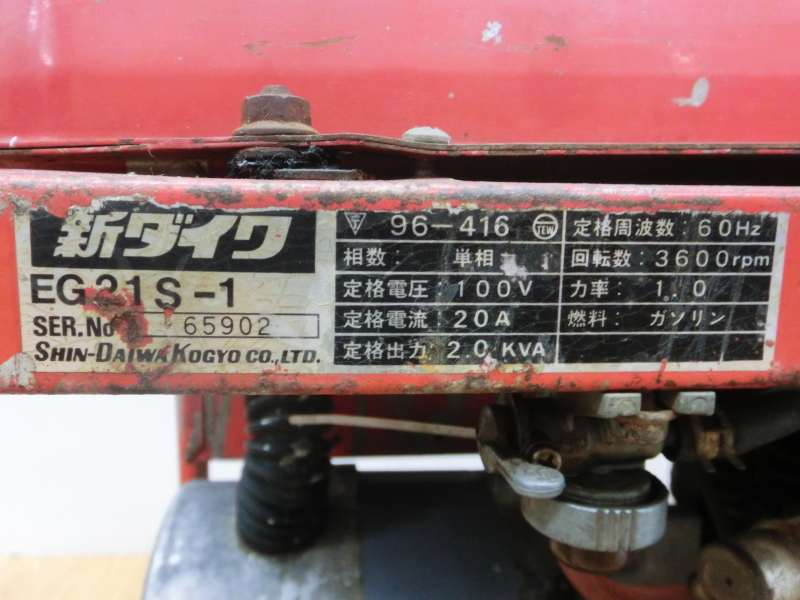 新ダイワ
EG21S-1
SER.No 65902
SHIN-DAIWA KOGYO CO., LTD.
〒 96-416 TEW
相数: 単相
定格電圧: 100V
定格電流: 20A
定格出力 2.0 KVA
定格周波数: 60Hz
回転数: 3600rpm
力率: 1.0
燃料: ガソリン